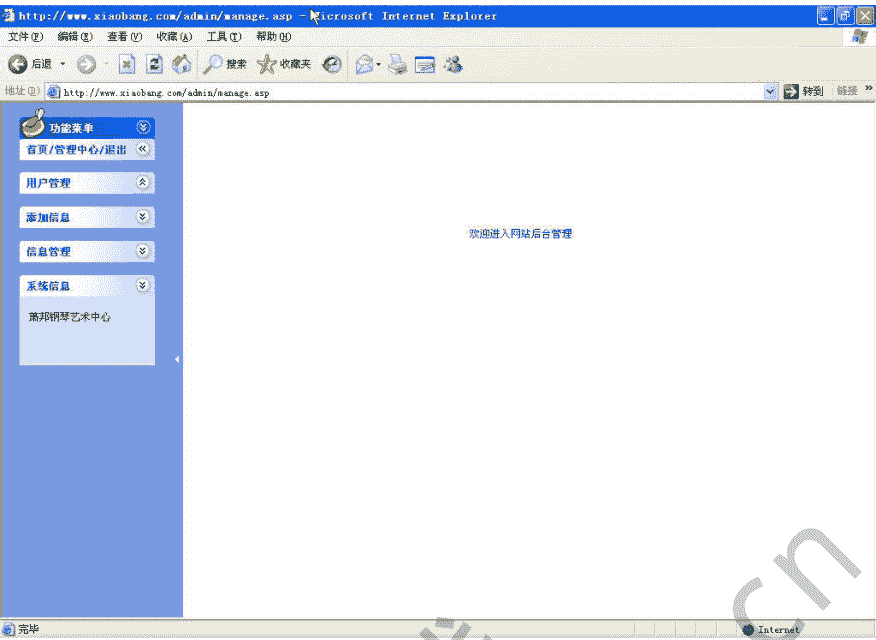 http://www.xiaobang.com/admin/manage.asp - Microsoft Internet Explorer
文件(F) 编辑(E) 查看(V) 收藏(A) 工具(T) 帮助(H)
后退 搜索 收藏夹
地址(D) http://www.xiaobang.com/admin/manage.asp 转到 链接 »
功能菜单
首页/管理中心/退出
用户管理
添加信息
信息管理
系统信息
萧邦钢琴艺术中心
欢迎进入网站后台管理
cn
完毕 Internet